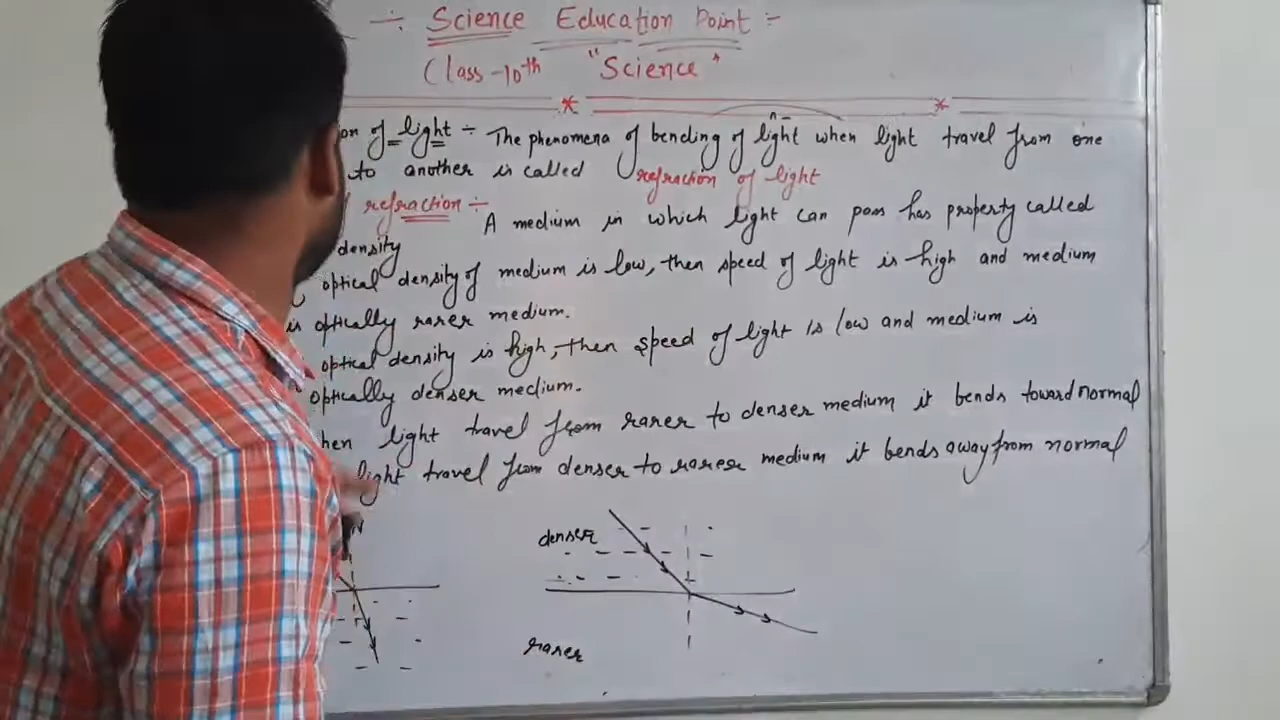 ÷ Science Education Point :-
Class -10th "Science"
on of light ÷ The phenomena of bending of light when light travel from one
to another is called refraction of light
refraction ÷ A medium in which light can pass has property called
density
optical density of medium is low, then speed of light is high and medium
is optically rarer medium.
optical density is high, then speed of light is low and medium is
optically denser medium.
hen light travel from rarer to denser medium it bends toward normal
light travel from denser to rarer medium it bends away from normal
N
denser
rarer